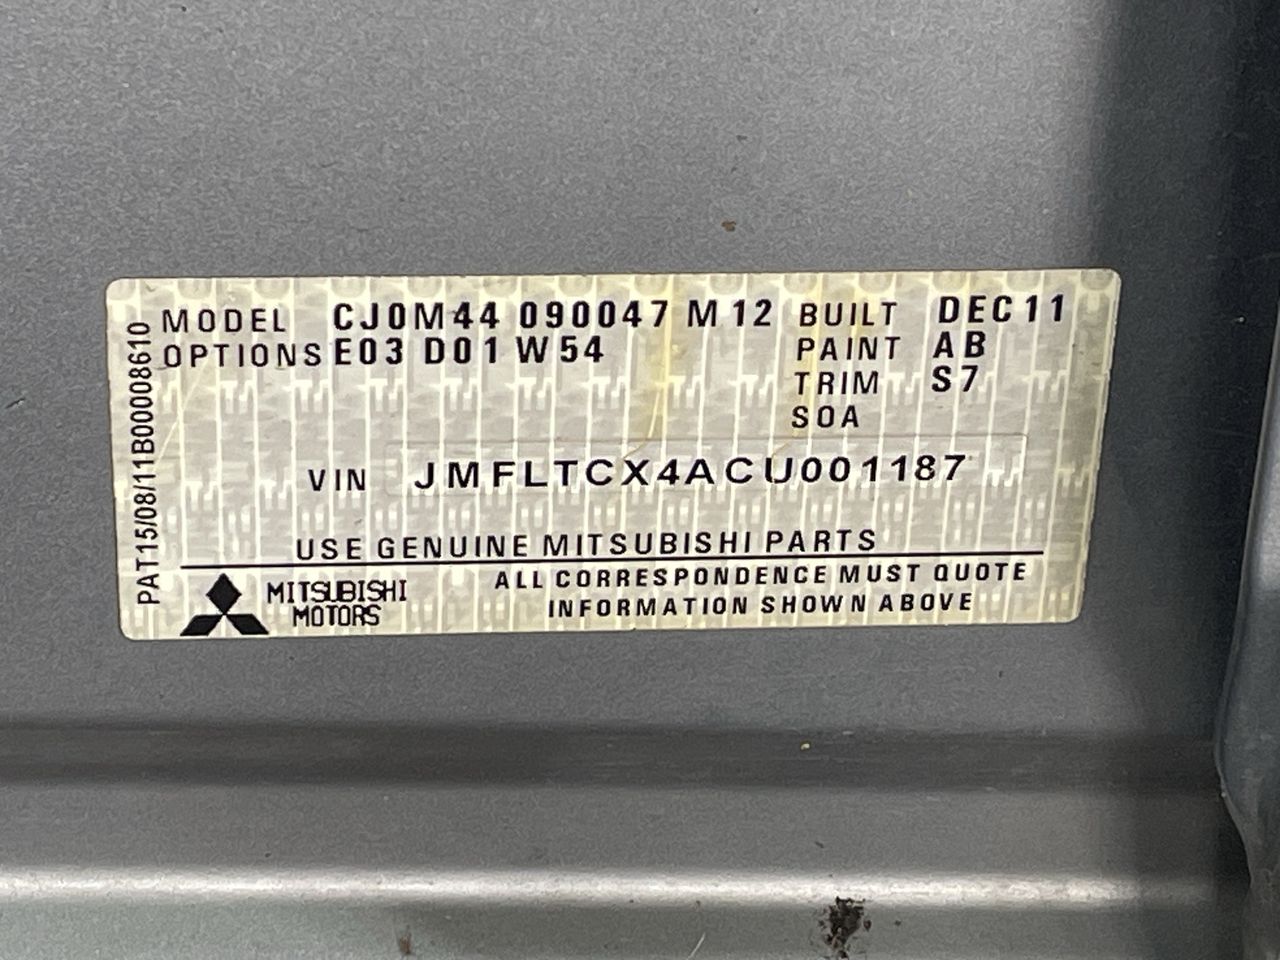 MODEL CJ0M44 090047 M12 BUILT DEC11
OPTIONS E03 D01 W54 PAINT AB
TRIM S7
SOA
VIN JMFLTCX4ACU001187
USE GENUINE MITSUBISHI PARTS
MITSUBISHI MOTORS
ALL CORRESPONDENCE MUST QUOTE
INFORMATION SHOWN ABOVE
PAT15/08/11B00008610